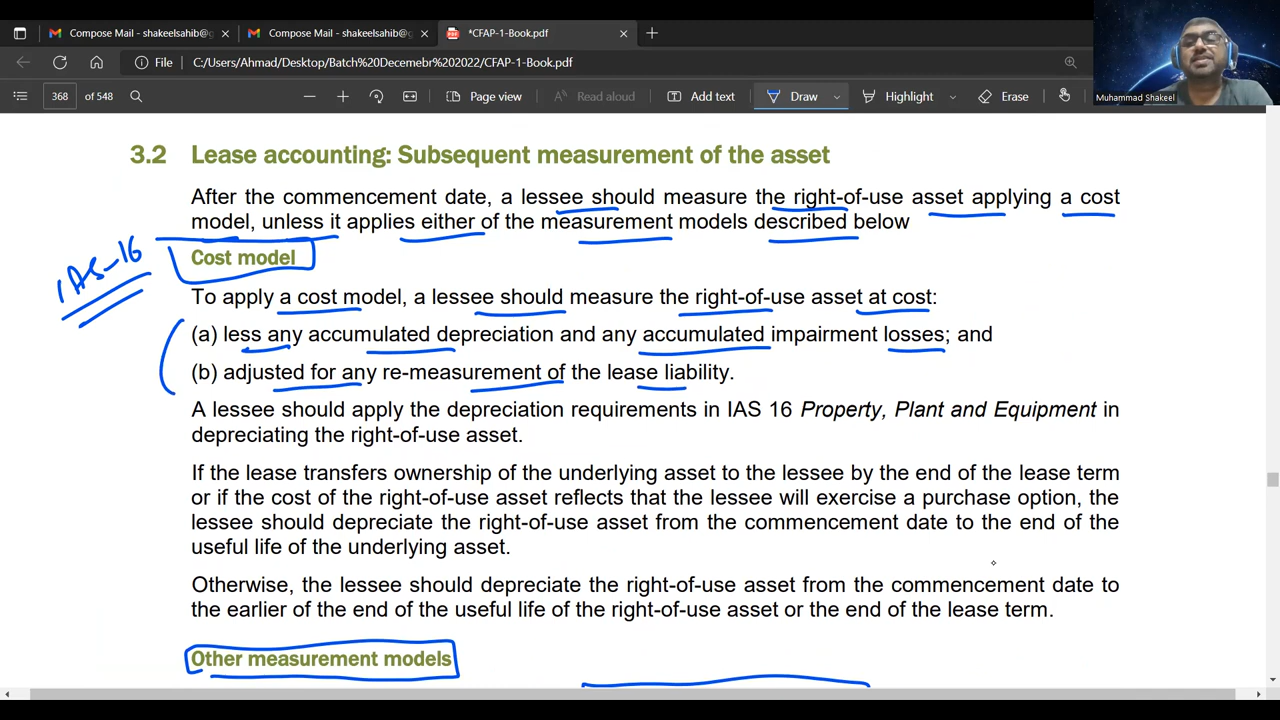 Compose Mail - shakeelsahib@g
Compose Mail - shakeelsahib@g
*CFAP-1-Book.pdf
File
C:/Users/Ahmad/Desktop/Batch%20Decemebr%202022/CFAP-1-Book.pdf
368 of 548
Page view
Read aloud
Add text
Draw
Highlight
Erase
Muhammad Shakeel
3.2 Lease accounting: Subsequent measurement of the asset
After the commencement date, a lessee should measure the right-of-use asset applying a cost
model, unless it applies either of the measurement models described below
IAS-16
Cost model
To apply a cost model, a lessee should measure the right-of-use asset at cost:
(a) less any accumulated depreciation and any accumulated impairment losses; and
(b) adjusted for any re-measurement of the lease liability.
A lessee should apply the depreciation requirements in IAS 16 Property, Plant and Equipment in
depreciating the right-of-use asset.
If the lease transfers ownership of the underlying asset to the lessee by the end of the lease term
or if the cost of the right-of-use asset reflects that the lessee will exercise a purchase option, the
lessee should depreciate the right-of-use asset from the commencement date to the end of the
useful life of the underlying asset.
Otherwise, the lessee should depreciate the right-of-use asset from the commencement date to
the earlier of the end of the useful life of the right-of-use asset or the end of the lease term.
Other measurement models